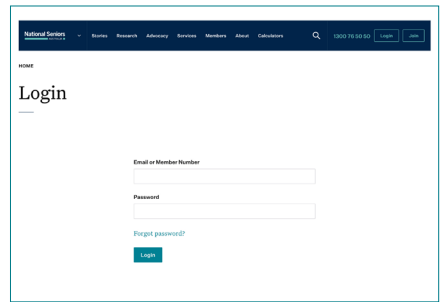 National Seniors
Stories Research Advocacy Services Members About Calculators 1300 76 50 50 Login Join
HOME
Login
Email or Member Number
Password
Forgot password?
Login